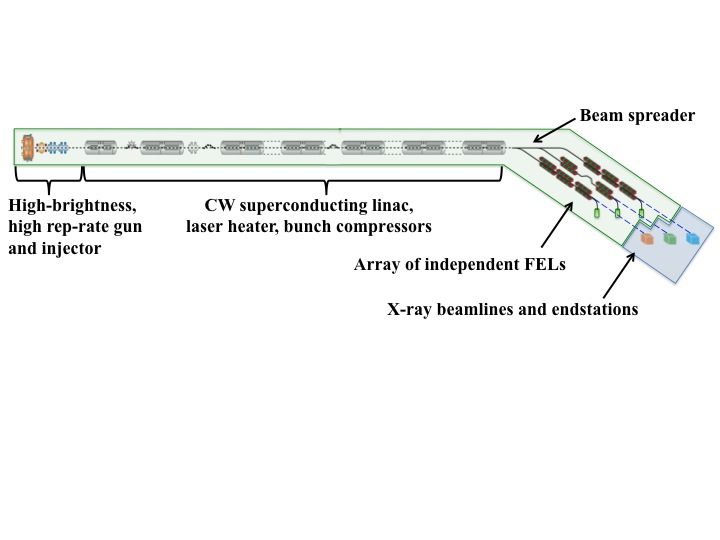 Beam spreader
High-brightness,
high rep-rate gun
and injector
CW superconducting linac,
laser heater, bunch compressors
Array of independent FELs
X-ray beamlines and endstations